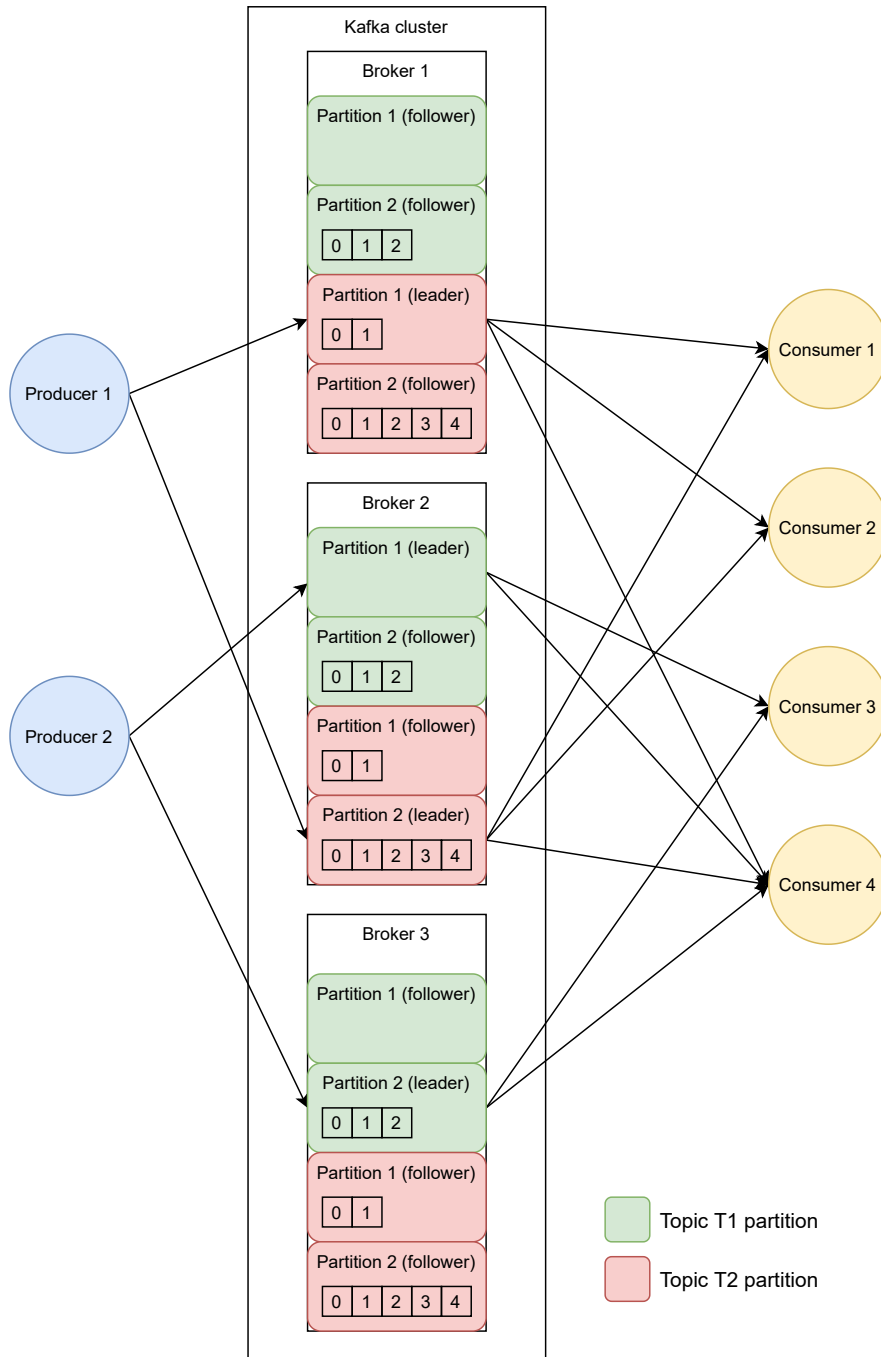 Kafka cluster
Broker 1
Partition 1 (follower)
Partition 2 (follower)
0 1 2
Partition 1 (leader)
0 1
Partition 2 (follower)
0 1 2 3 4
Broker 2
Partition 1 (leader)
Partition 2 (follower)
0 1 2
Partition 1 (follower)
0 1
Partition 2 (leader)
0 1 2 3 4
Broker 3
Partition 1 (follower)
Partition 2 (leader)
0 1 2
Partition 1 (follower)
0 1
Partition 2 (follower)
0 1 2 3 4
Producer 1
Producer 2
Consumer 1
Consumer 2
Consumer 3
Consumer 4
Topic T1 partition
Topic T2 partition